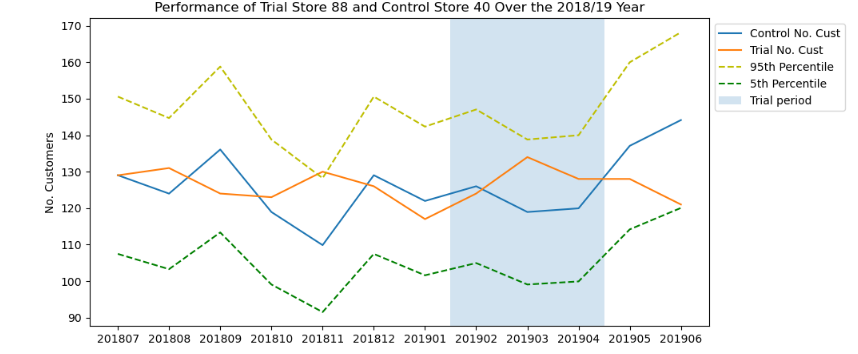 Performance of Trial Store 88 and Control Store 40 Over the 2018/19 Year
170
160
150
140
130
120
110
100
90
No. Customers
201807 201808 201809 201810 201811 201812 201901 201902 201903 201904 201905 201906
Control No. Cust
Trial No. Cust
95th Percentile
5th Percentile
Trial period